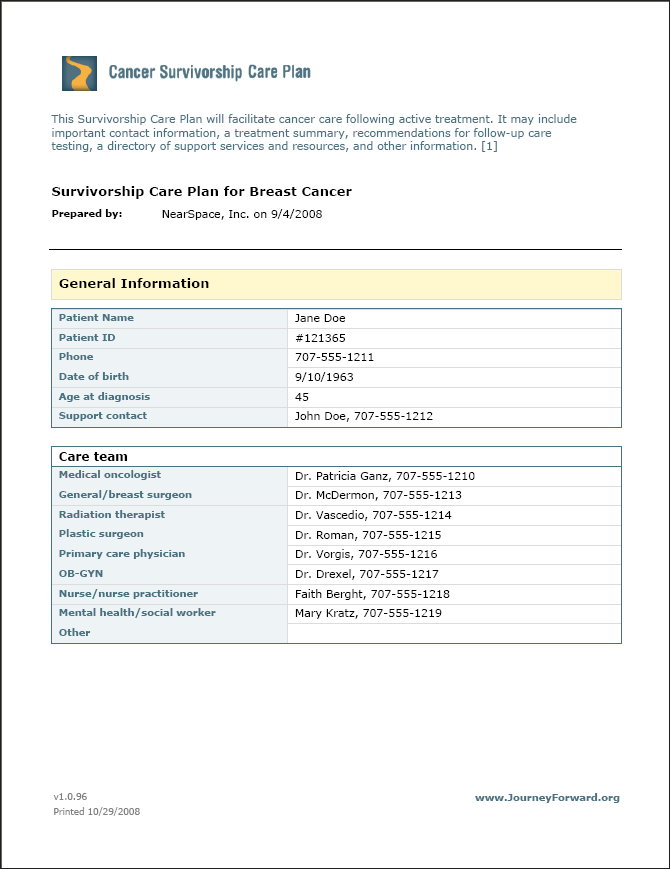 Cancer Survivorship Care Plan
This Survivorship Care Plan will facilitate cancer care following active treatment. It may include
important contact information, a treatment summary, recommendations for follow-up care
testing, a directory of support services and resources, and other information. [1]
Survivorship Care Plan for Breast Cancer
Prepared by: NearSpace, Inc. on 9/4/2008
General Information
Patient Name Jane Doe
Patient ID #121365
Phone 707-555-1211
Date of birth 9/10/1963
Age at diagnosis 45
Support contact John Doe, 707-555-1212
Care team
Medical oncologist Dr. Patricia Ganz, 707-555-1210
General/breast surgeon Dr. McDermon, 707-555-1213
Radiation therapist Dr. Vascedio, 707-555-1214
Plastic surgeon Dr. Roman, 707-555-1215
Primary care physician Dr. Vorgis, 707-555-1216
OB-GYN Dr. Drexel, 707-555-1217
Nurse/nurse practitioner Faith Berght, 707-555-1218
Mental health/social worker Mary Kratz, 707-555-1219
Other
v1.0.96 www.JourneyForward.org
Printed 10/29/2008